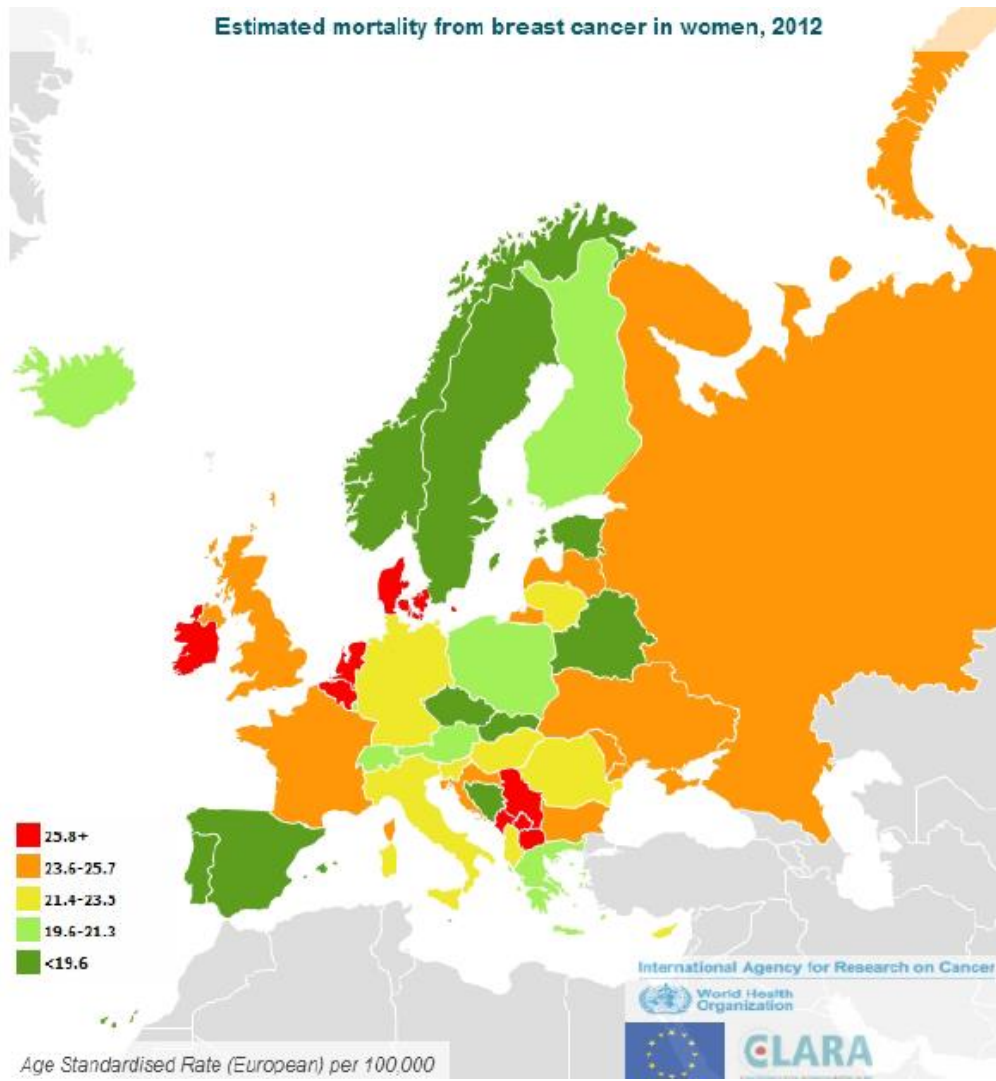 Estimated mortality from breast cancer in women, 2012
25.8+
23.6-25.7
21.4-23.5
19.6-21.3
<19.6
International Agency for Research on Cancer
World Health
Organization
CLARA
Age Standardised Rate (European) per 100,000